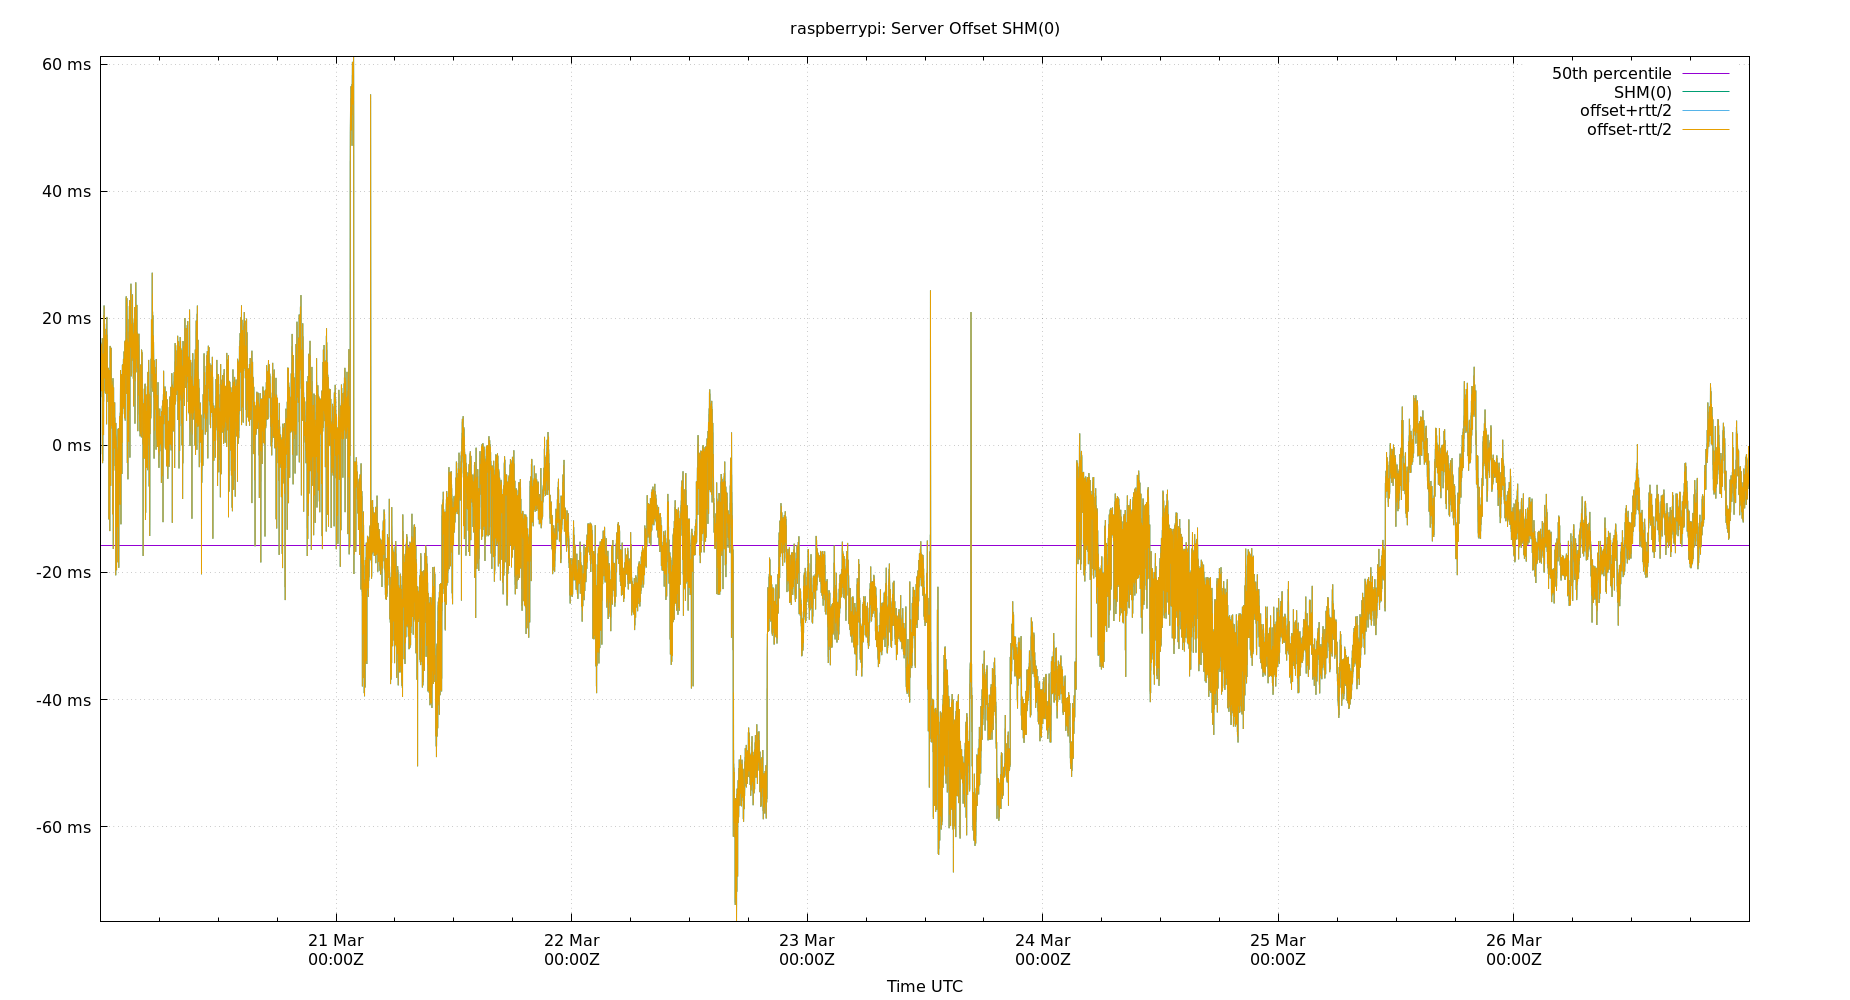 raspberrypi: Server Offset SHM(0)
60 ms
40 ms
20 ms
0 ms
-20 ms
-40 ms
-60 ms
50th percentile
SHM(0)
offset+rtt/2
offset-rtt/2
21 Mar
00:00Z
22 Mar
00:00Z
23 Mar
00:00Z
24 Mar
00:00Z
25 Mar
00:00Z
26 Mar
00:00Z
Time UTC